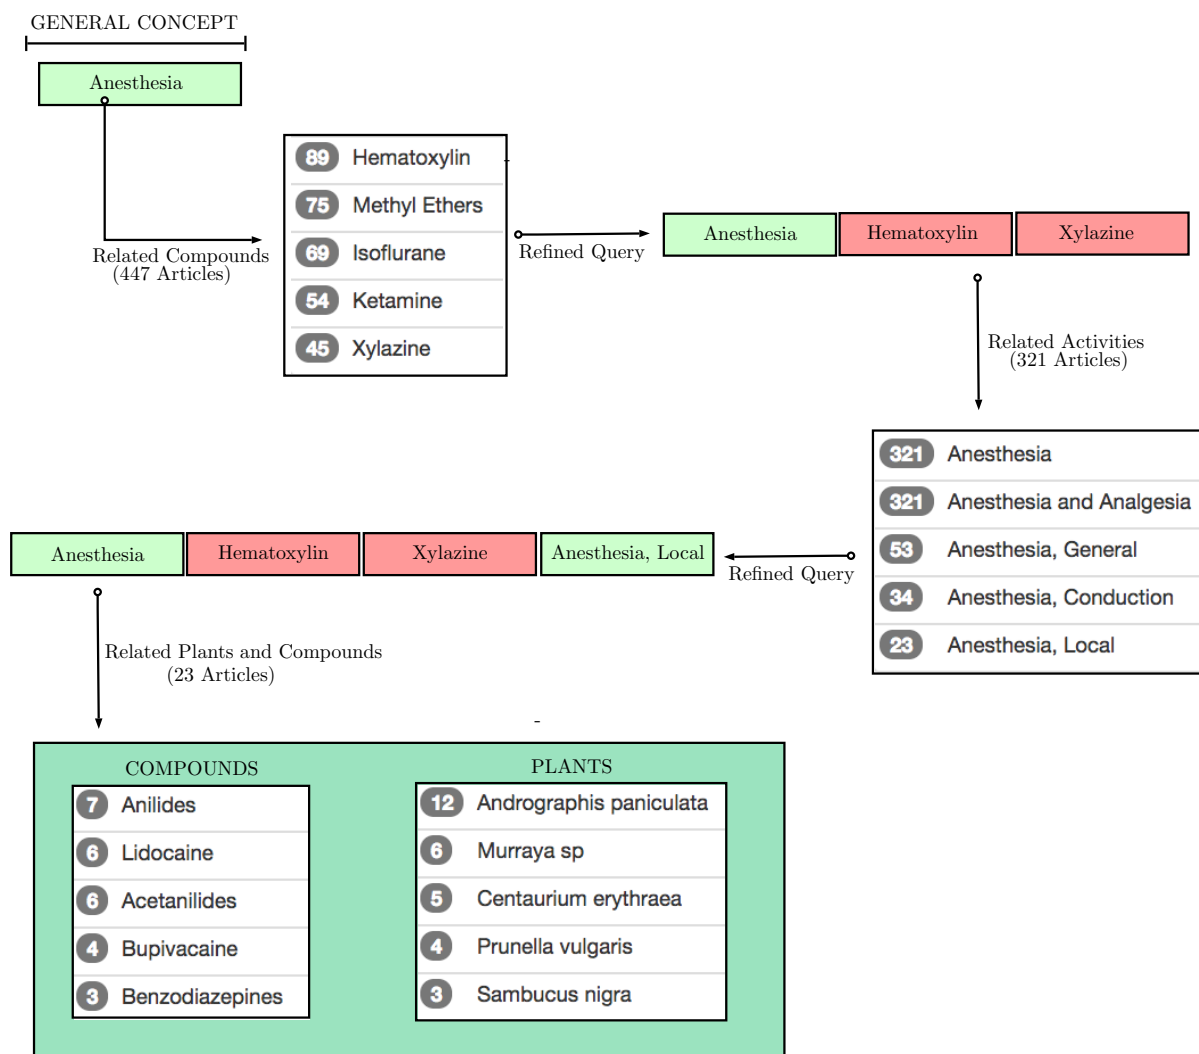 GENERAL CONCEPT
Anesthesia
Related Compounds
(447 Articles)
89 Hematoxylin
75 Methyl Ethers
69 Isoflurane
54 Ketamine
45 Xylazine
Refined Query
Anesthesia Hematoxylin Xylazine
Related Activities
(321 Articles)
321 Anesthesia
321 Anesthesia and Analgesia
53 Anesthesia, General
34 Anesthesia, Conduction
23 Anesthesia, Local
Refined Query
Anesthesia Hematoxylin Xylazine Anesthesia, Local
Related Plants and Compounds
(23 Articles)
COMPOUNDS
7 Anilides
6 Lidocaine
6 Acetanilides
4 Bupivacaine
3 Benzodiazepines
PLANTS
12 Andrographis paniculata
6 Murraya sp
5 Centaurium erythraea
4 Prunella vulgaris
3 Sambucus nigra